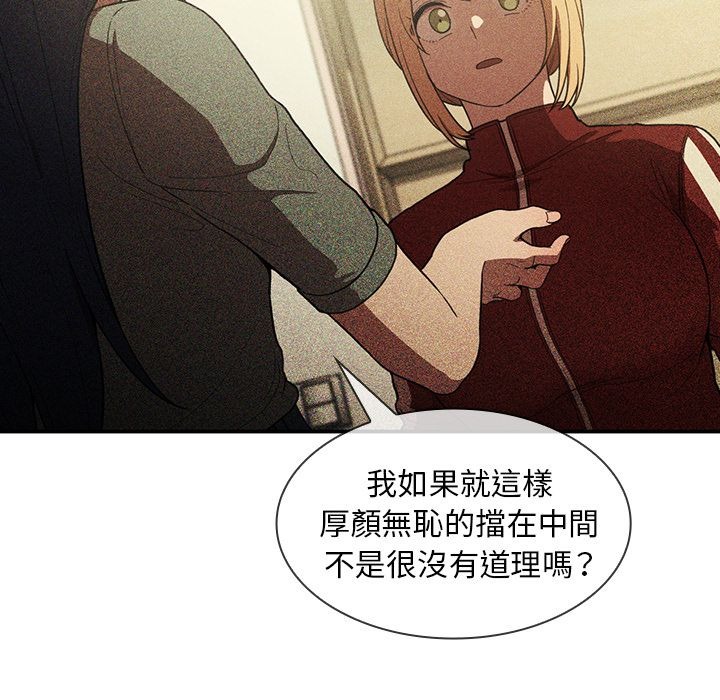 我如果就這樣
厚顏無恥的擋在中間
不是很沒有道理嗎？